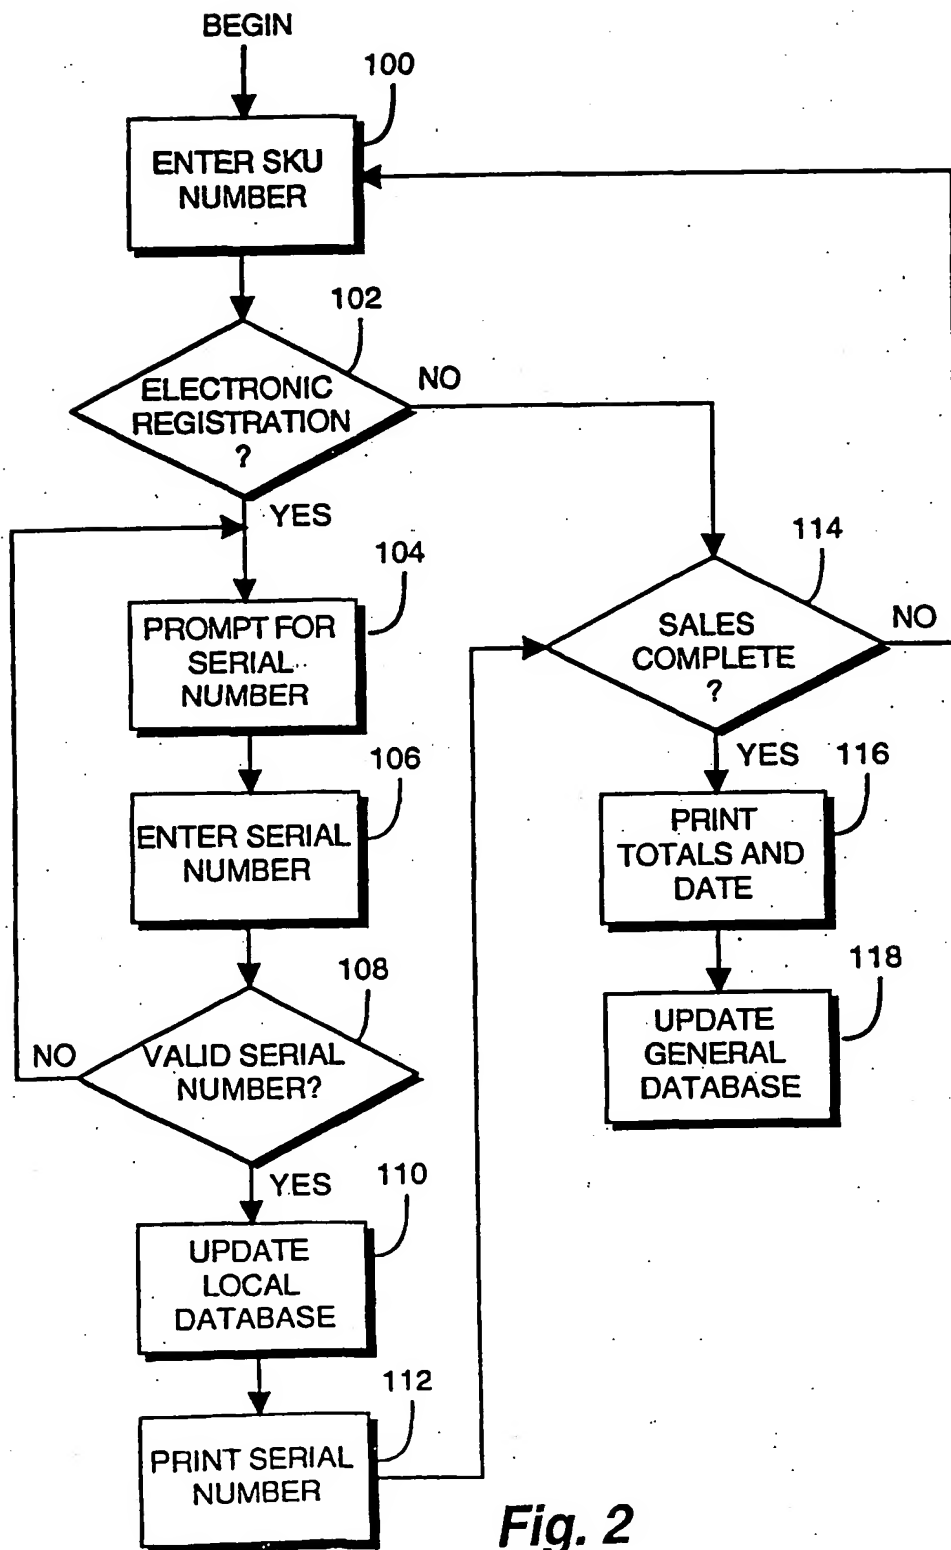 BEGIN
100
ENTER SKU
NUMBER
102
ELECTRONIC
REGISTRATION
?
NO
YES
104
PROMPT FOR
SERIAL
NUMBER
106
ENTER SERIAL
NUMBER
108
VALID SERIAL
NUMBER?
NO
YES
110
UPDATE
LOCAL
DATABASE
112
PRINT SERIAL
NUMBER
114
SALES
COMPLETE
?
NO
YES
116
PRINT
TOTALS AND
DATE
118
UPDATE
GENERAL
DATABASE
Fig. 2